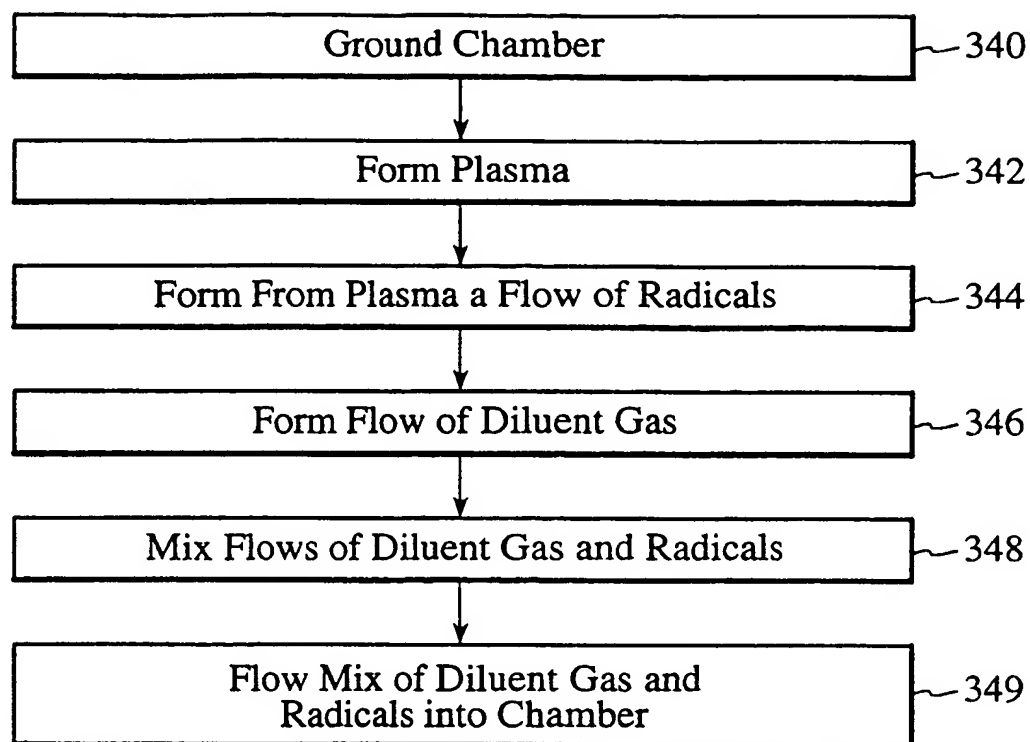 Ground Chamber 340
Form Plasma 342
Form From Plasma a Flow of Radicals 344
Form Flow of Diluent Gas 346
Mix Flows of Diluent Gas and Radicals 348
Flow Mix of Diluent Gas and
Radicals into Chamber 349